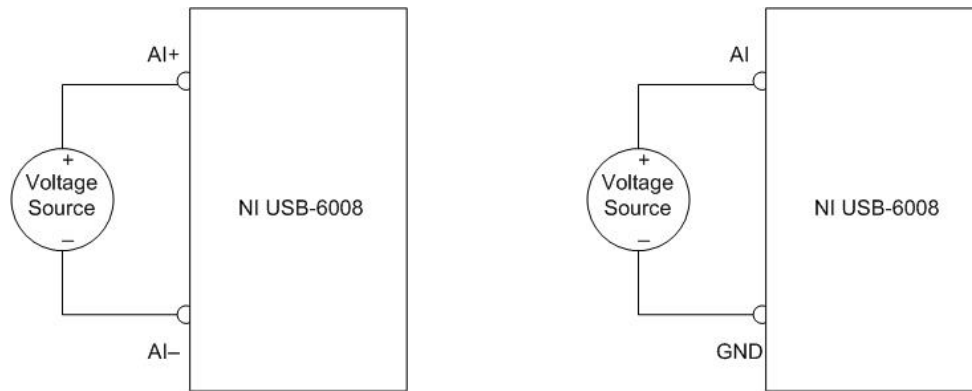 AI+
+
Voltage
Source
–
NI USB-6008
AI–
AI
+
Voltage
Source
–
NI USB-6008
GND